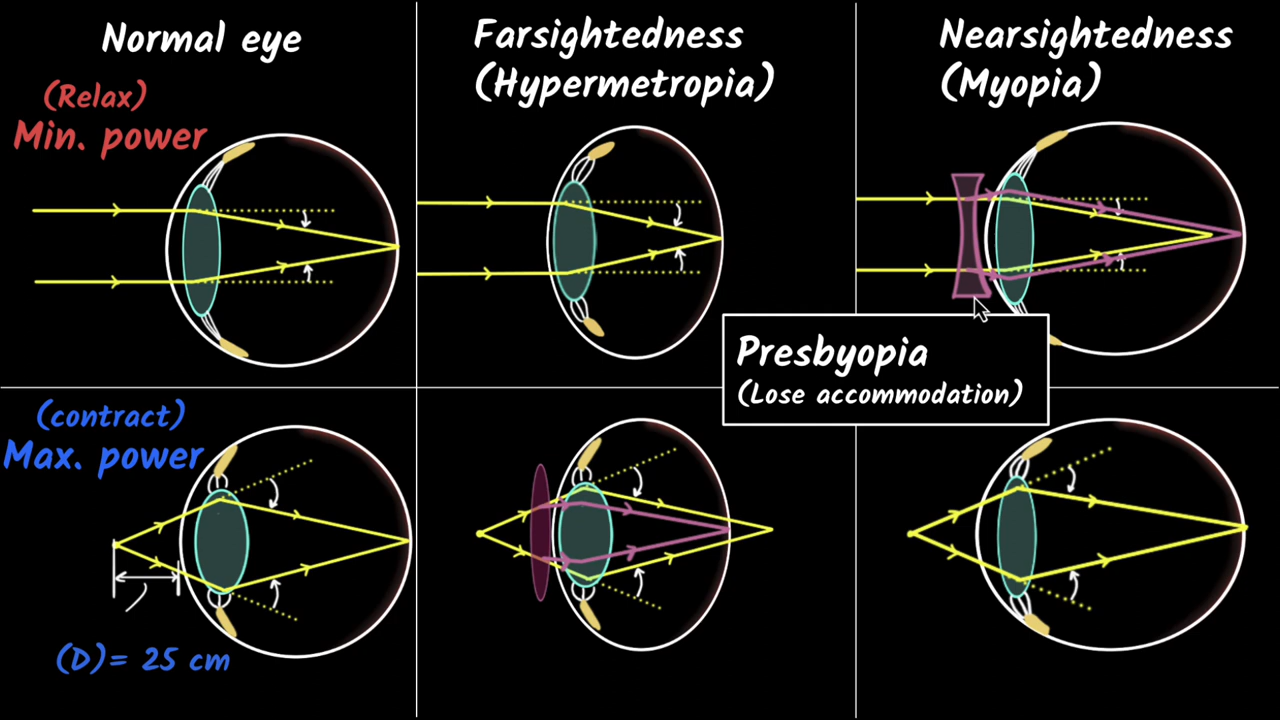 Normal eye
(Relax)
Min. power
Farsightedness
(Hypermetropia)
Nearsightedness
(Myopia)
Presbyopia
(Lose accommodation)
(contract)
Max. power
(D)= 25 cm